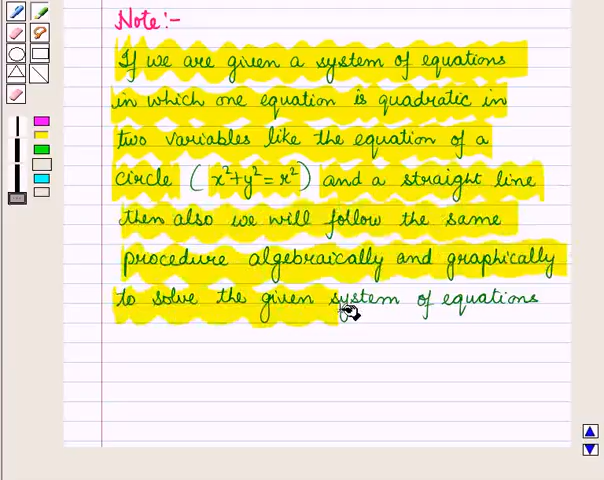 Note:-
If we are given a system of equations
in which one equation is quadratic in
two variables like the equation of a
circle ( x²+y²=r² ) and a straight line
then also we will follow the same
procedure algebraically and graphically
to solve the given system of equations